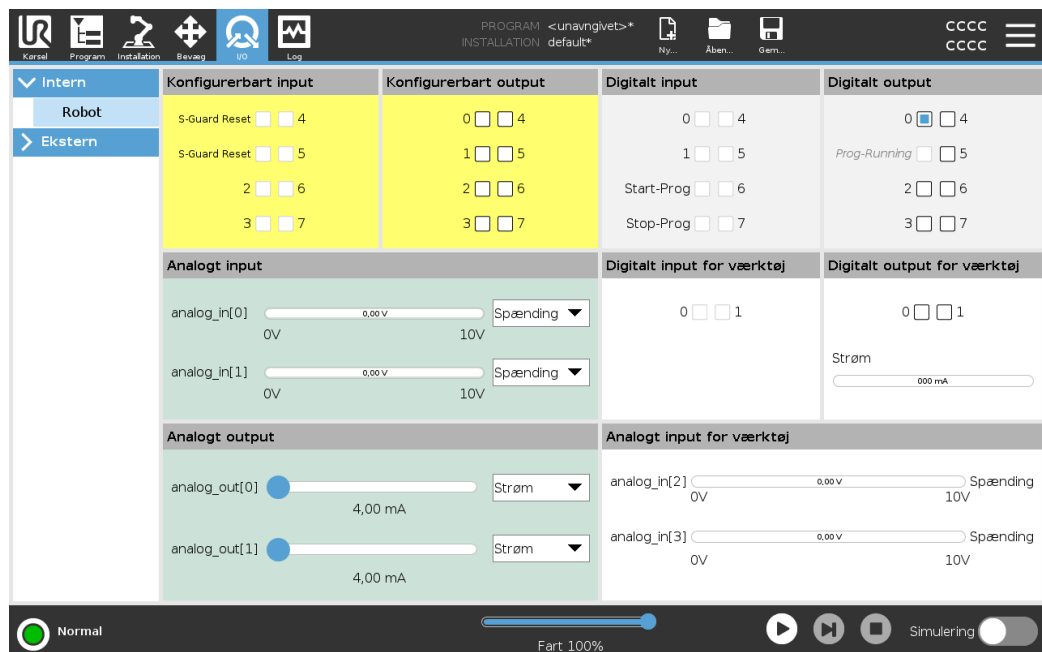 PROGRAM <unavngivet>*
INSTALLATION default*
UR
Kørsel
Program
Installation
Bevæg
I/O
Log
Ny...
Åben...
Gem...
CCCC
CCCC
Intern
Robot
Ekstern
Konfigurerbart input
S-Guard Reset 4
S-Guard Reset 5
2 6
3 7
Konfigurerbart output
0 4
1 5
2 6
3 7
Digitalt input
0 4
1 5
Start-Prog 6
Stop-Prog 7
Digitalt output
0 4
Prog-Running 5
2 6
3 7
Analogt input
analog_in[0] 0,00 V Spænding
0V 10V
analog_in[1] 0,00 V Spænding
0V 10V
Digitalt input for værktøj
0 1
Digitalt output for værktøj
0 1
Strøm
000 mA
Analogt output
analog_out[0] Strøm
4,00 mA
analog_out[1] Strøm
4,00 mA
Analogt input for værktøj
analog_in[2] 0,00 V Spænding
0V 10V
analog_in[3] 0,00 V Spænding
0V 10V
Normal
Fart 100%
Simulering